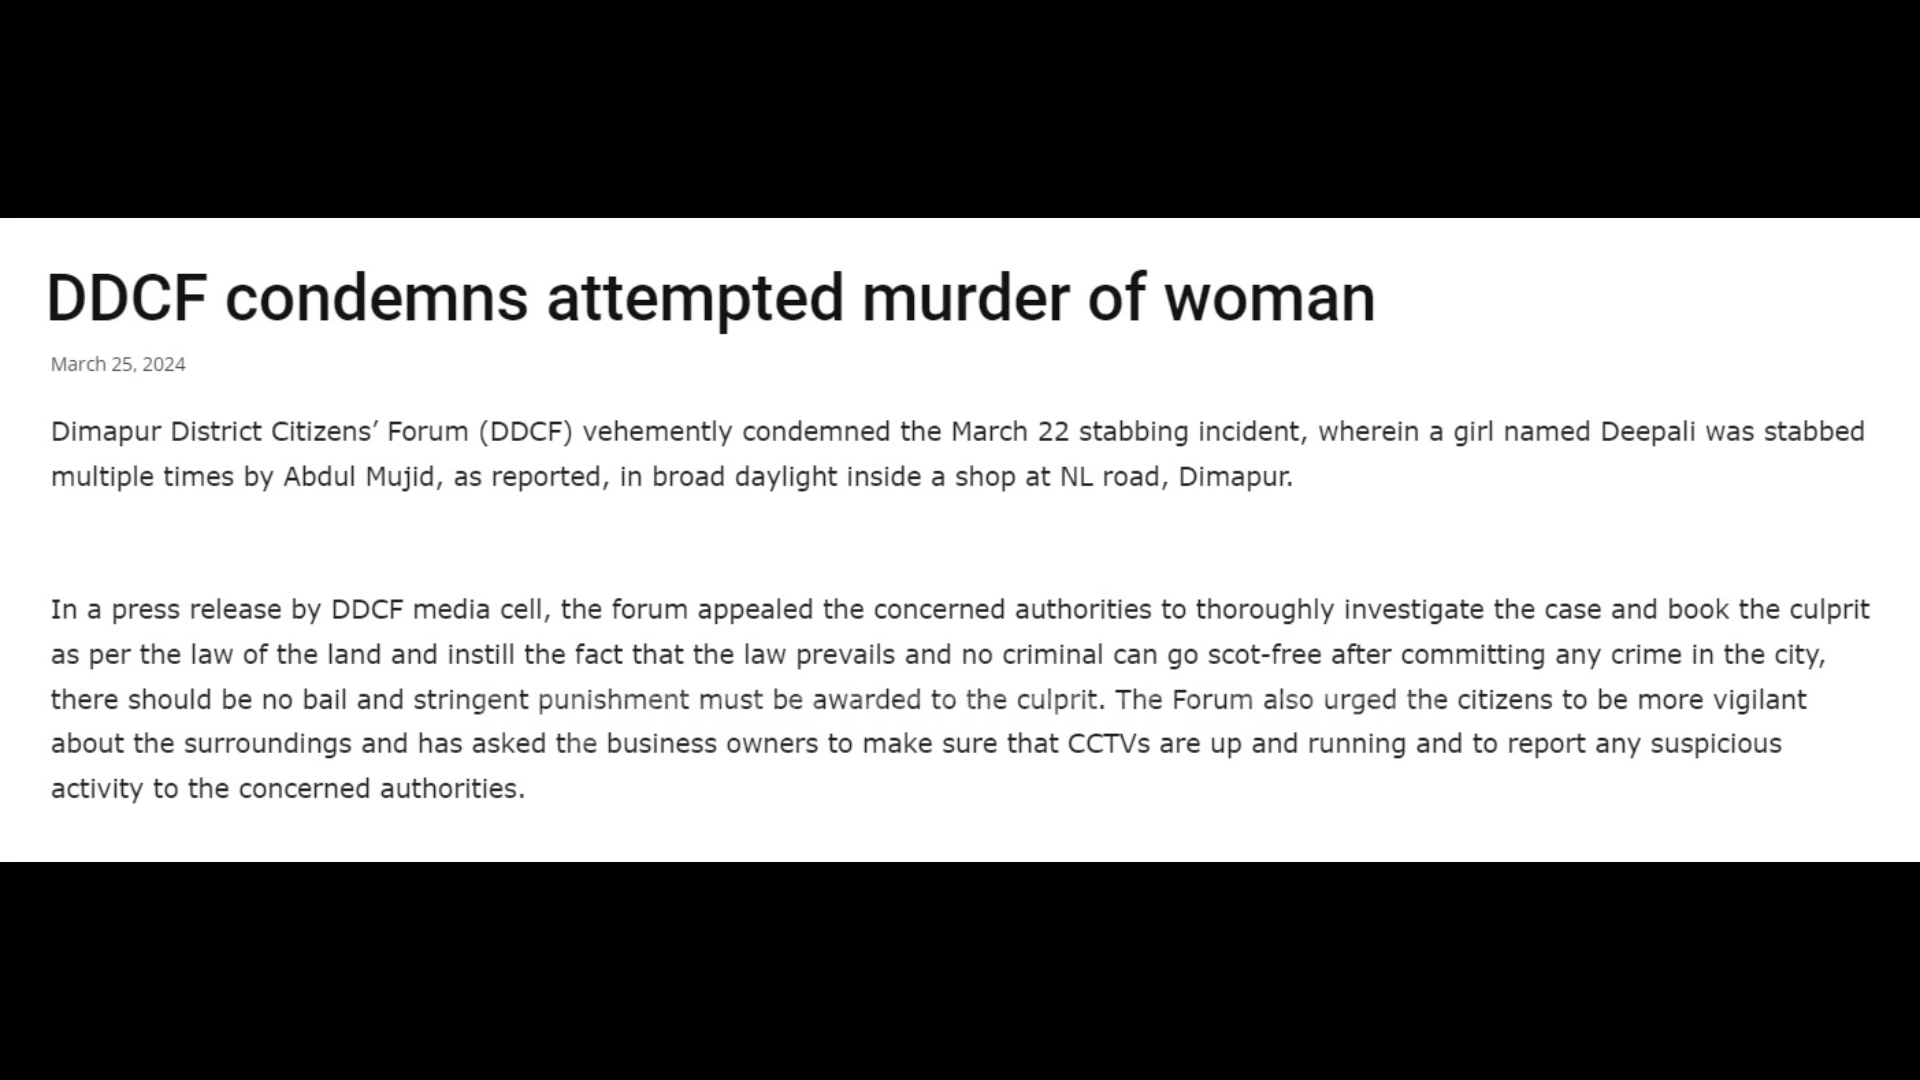 DDCF condemns attempted murder of woman
March 25, 2024
Dimapur District Citizens’ Forum (DDCF) vehemently condemned the March 22 stabbing incident, wherein a girl named Deepali was stabbed
multiple times by Abdul Mujid, as reported, in broad daylight inside a shop at NL road, Dimapur.
In a press release by DDCF media cell, the forum appealed the concerned authorities to thoroughly investigate the case and book the culprit
as per the law of the land and instill the fact that the law prevails and no criminal can go scot-free after committing any crime in the city,
there should be no bail and stringent punishment must be awarded to the culprit. The Forum also urged the citizens to be more vigilant
about the surroundings and has asked the business owners to make sure that CCTVs are up and running and to report any suspicious
activity to the concerned authorities.